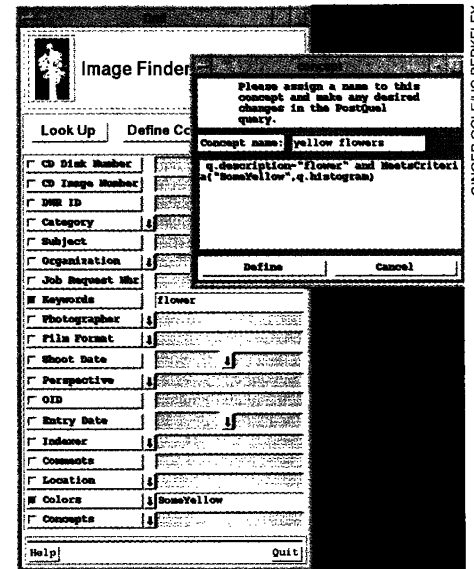 Find
Image Finder
Look Up
Define Co
Please assign a name to this
concept and make any desired
changes in the PostQuel
query.
Concept name: yellow flowers
q.description="flower" and MeetsCriteri
a("SomeYellow",q.histogram)
Define
Cancel
CD Disk Number
CD Image Number
DWR ID
Category
Subject
Organization
Job Request Nbr
Keywords flower
Photographer
Film Format
Shoot Date
Perspective
OID
Entry Date
Indexer
Comments
Location
Colors SomeYellow
Concepts
Help
Quit